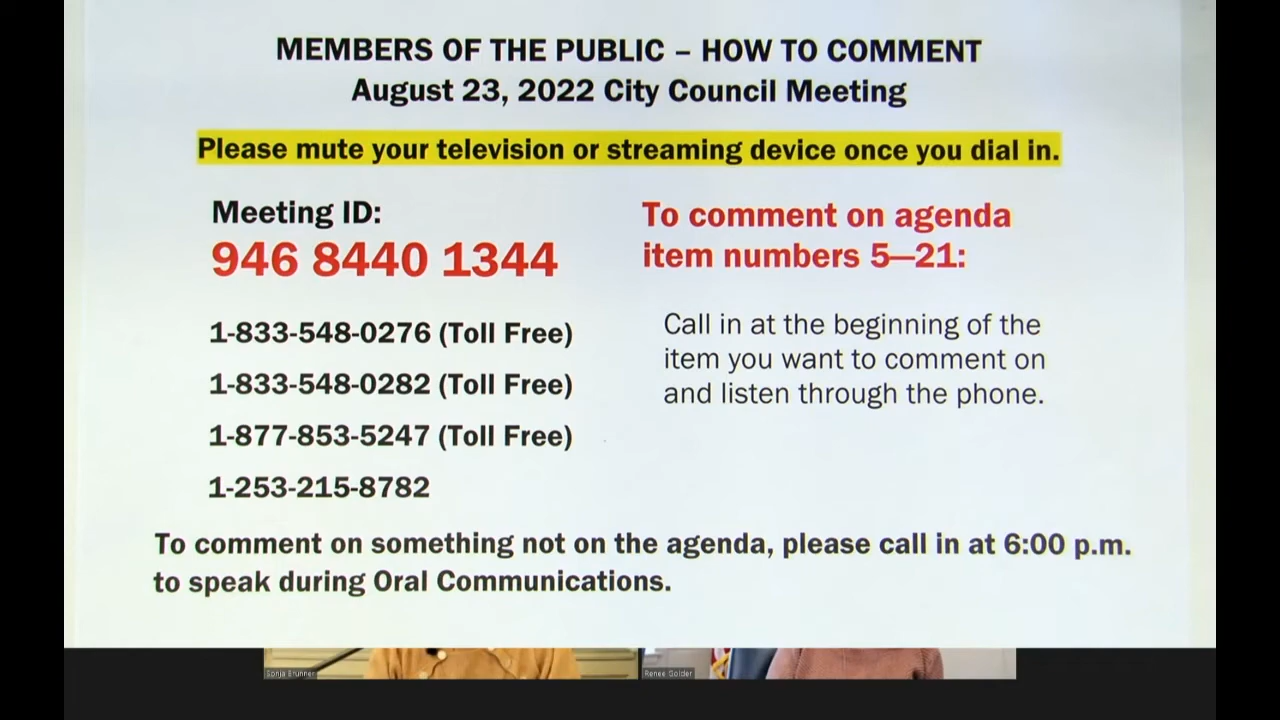 MEMBERS OF THE PUBLIC – HOW TO COMMENT
August 23, 2022 City Council Meeting
Please mute your television or streaming device once you dial in.
Meeting ID:
946 8440 1344
1-833-548-0276 (Toll Free)
1-833-548-0282 (Toll Free)
1-877-853-5247 (Toll Free)
1-253-215-8782
To comment on agenda
item numbers 5—21:
Call in at the beginning of the
item you want to comment on
and listen through the phone.
To comment on something not on the agenda, please call in at 6:00 p.m.
to speak during Oral Communications.
Sonja Brunner
Renee Golder